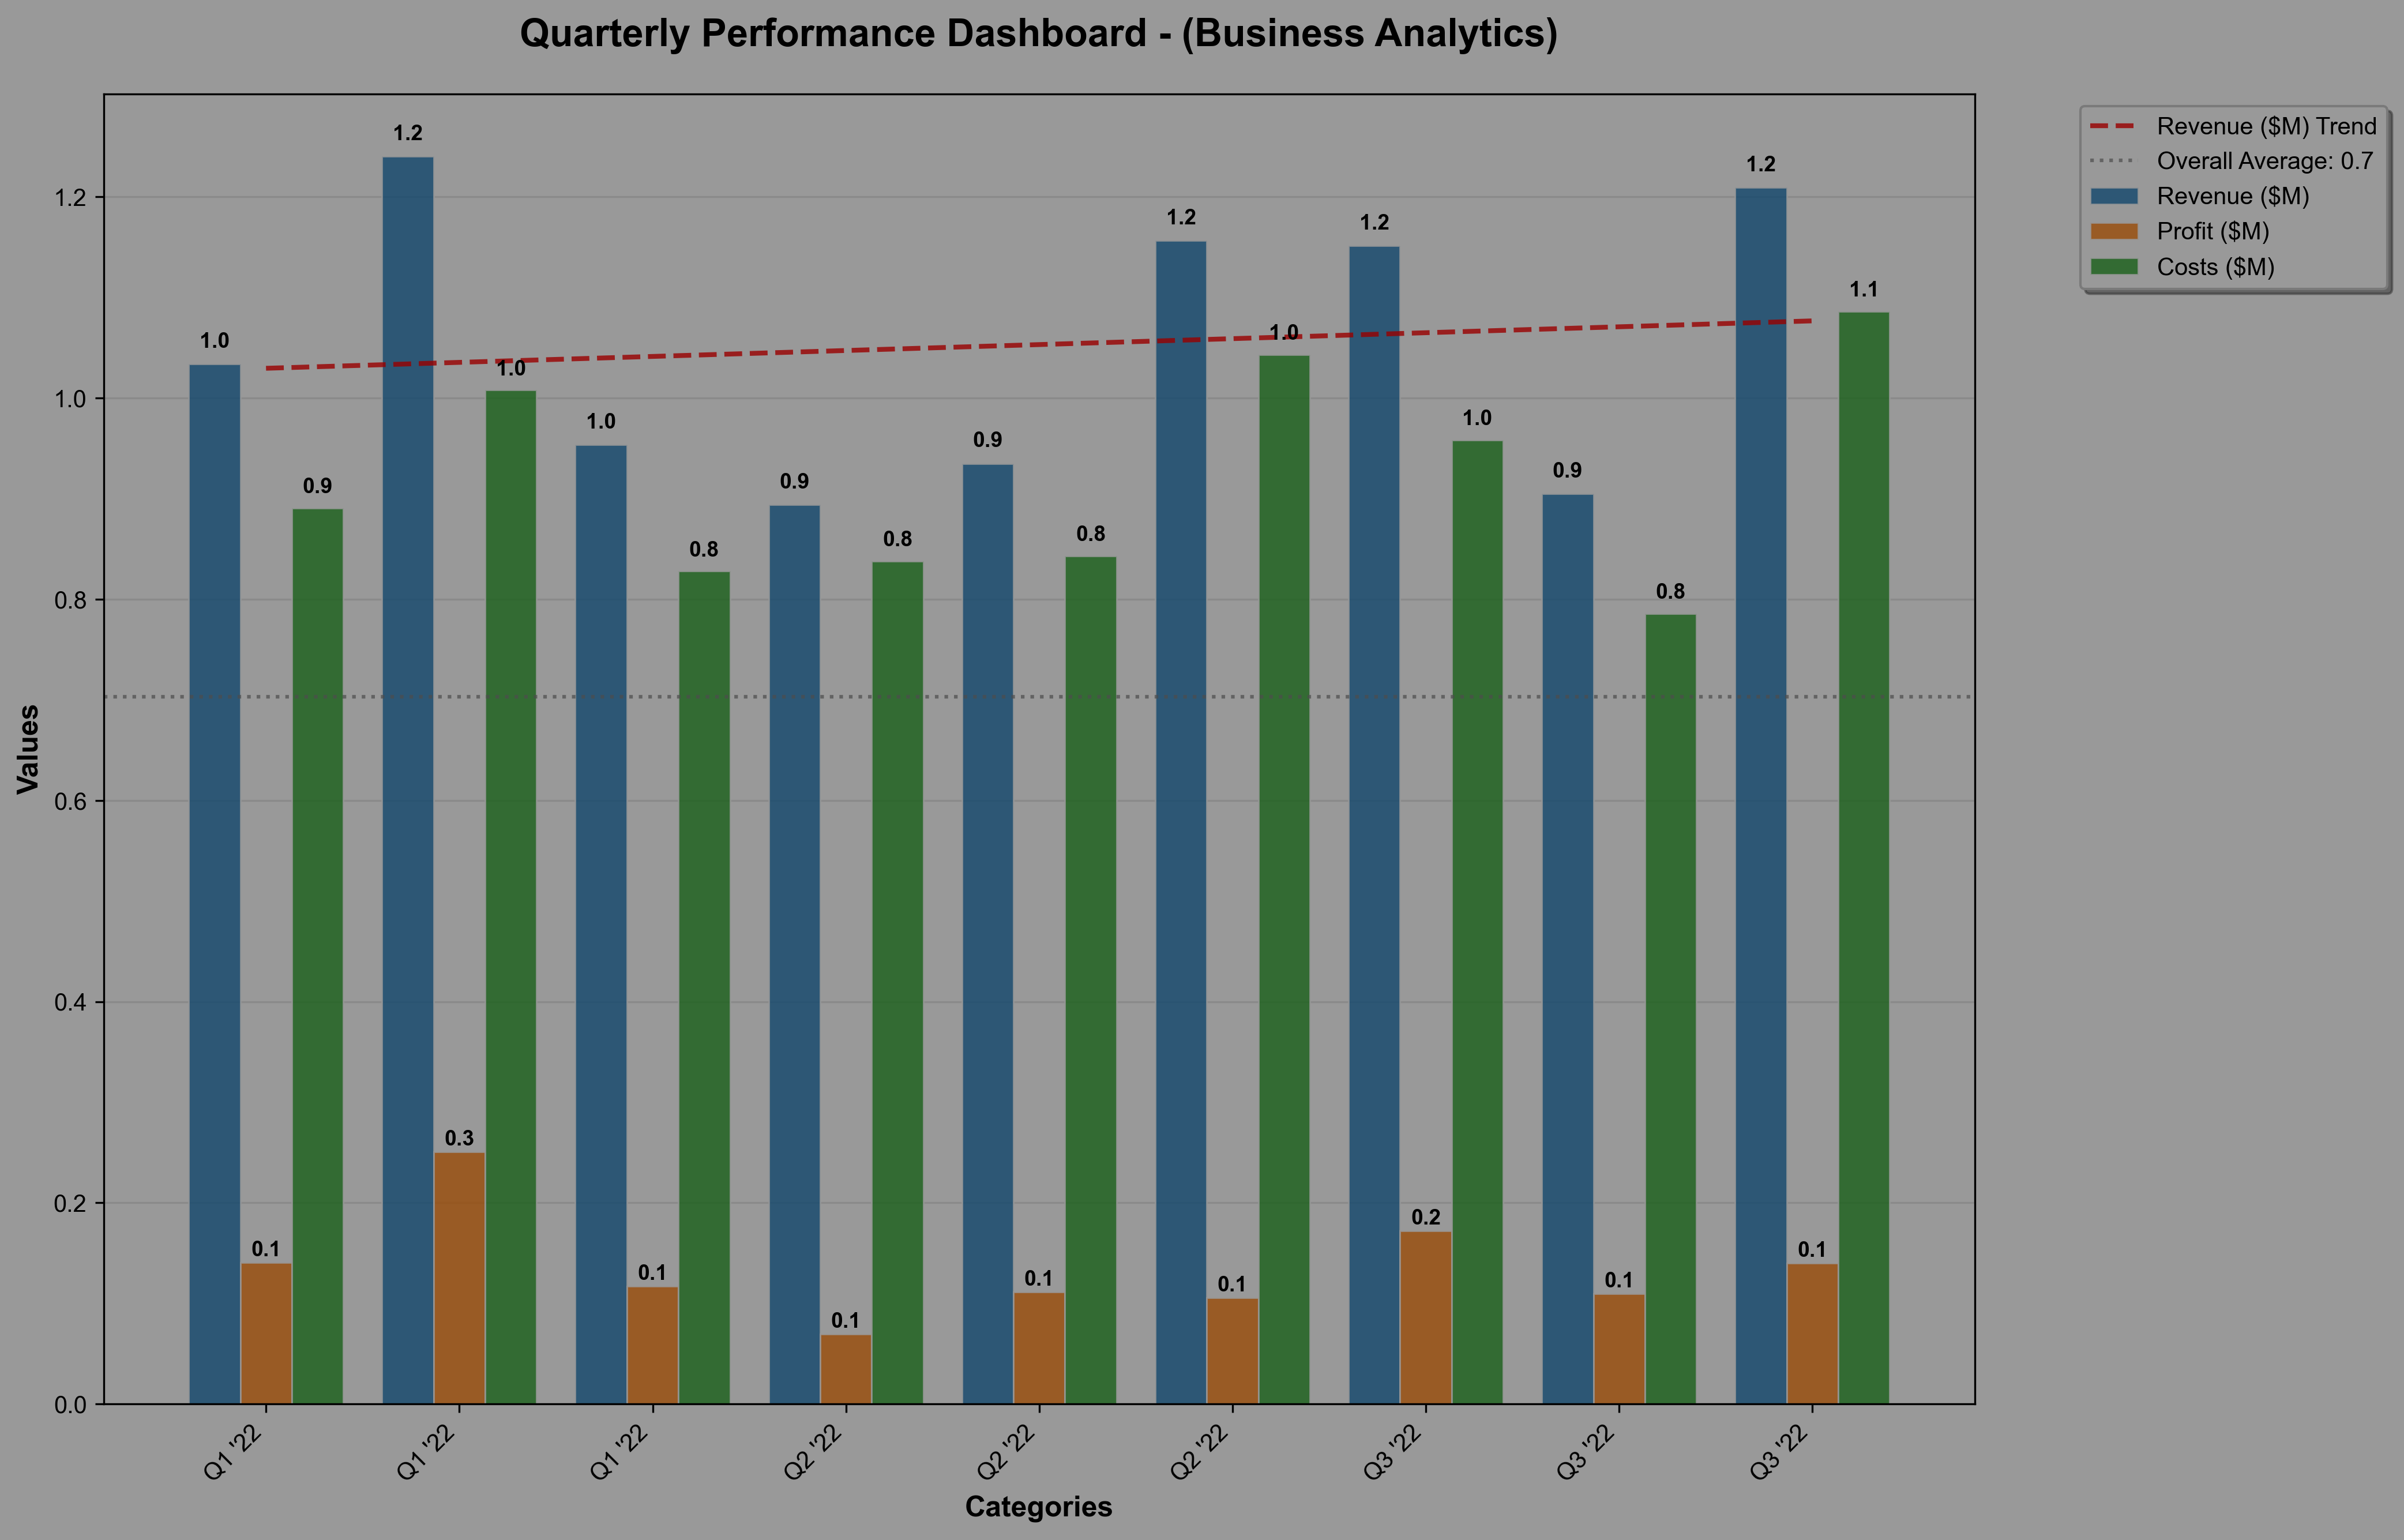 Quarterly Performance Dashboard - (Business Analytics)
Revenue ($M) Trend
Overall Average: 0.7
Revenue ($M)
Profit ($M)
Costs ($M)
Values
1.2
1.0
0.8
0.6
0.4
0.2
0.0
1.0
0.1
0.9
1.2
0.3
1.0
1.0
0.1
0.8
0.9
0.1
0.8
0.9
0.1
0.8
1.2
0.1
1.0
1.2
0.2
1.0
0.9
0.1
0.8
1.2
0.1
1.1
Q1 '22
Q1 '22
Q1 '22
Q2 '22
Q2 '22
Q2 '22
Q3 '22
Q3 '22
Q3 '22
Categories